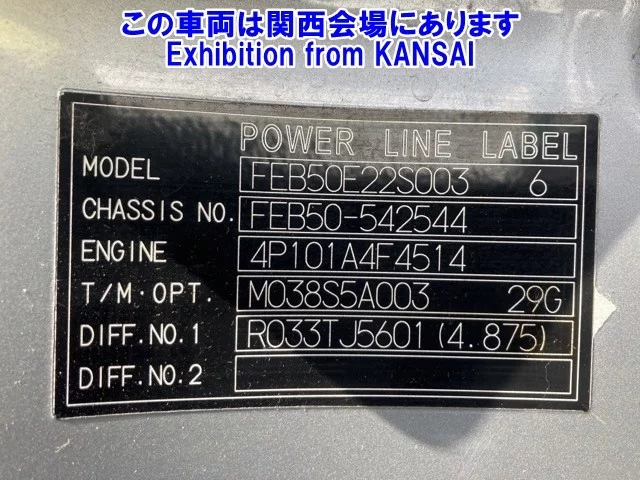 この車両は関西会場にあります
Exhibition from KANSAI
POWER LINE LABEL
MODEL FEB50E22S003 6
CHASSIS NO. FEB50-542544
ENGINE 4P101A4F4514
T/M·OPT. M038S5A003 29G
DIFF.NO.1 R033TJ5601(4.875)
DIFF.NO.2